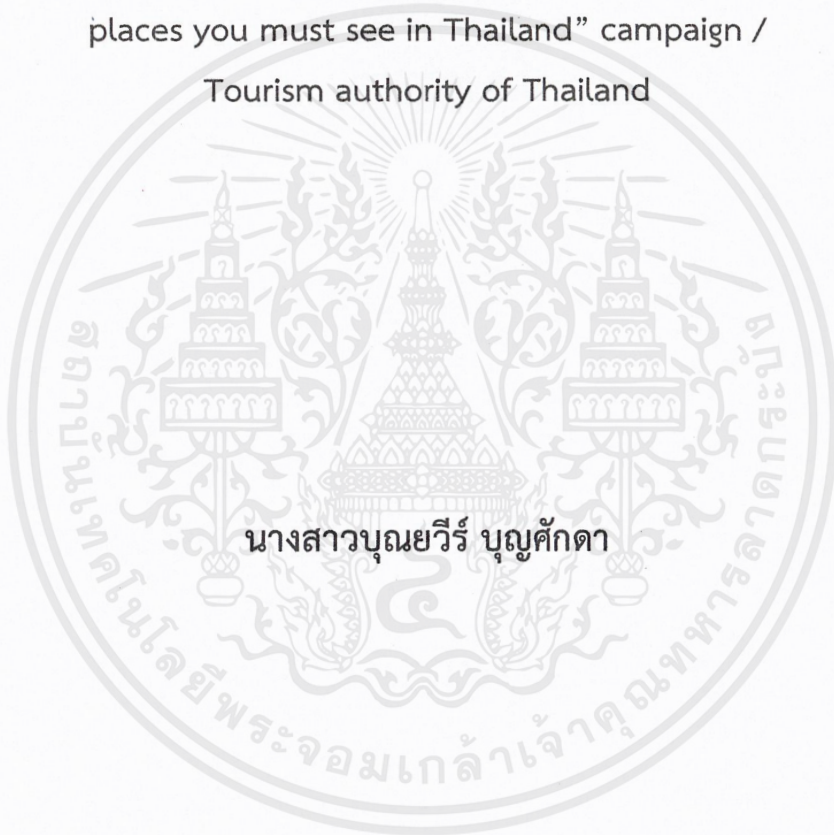 places you must see in Thailand” campaign /
Tourism authority of Thailand
นางสาวบุณยวีร์ บุญศักดา
สถาบันเทคโนโลยีพระจอมเกล้าเจ้าคุณทหารลาดกระบัง
๔